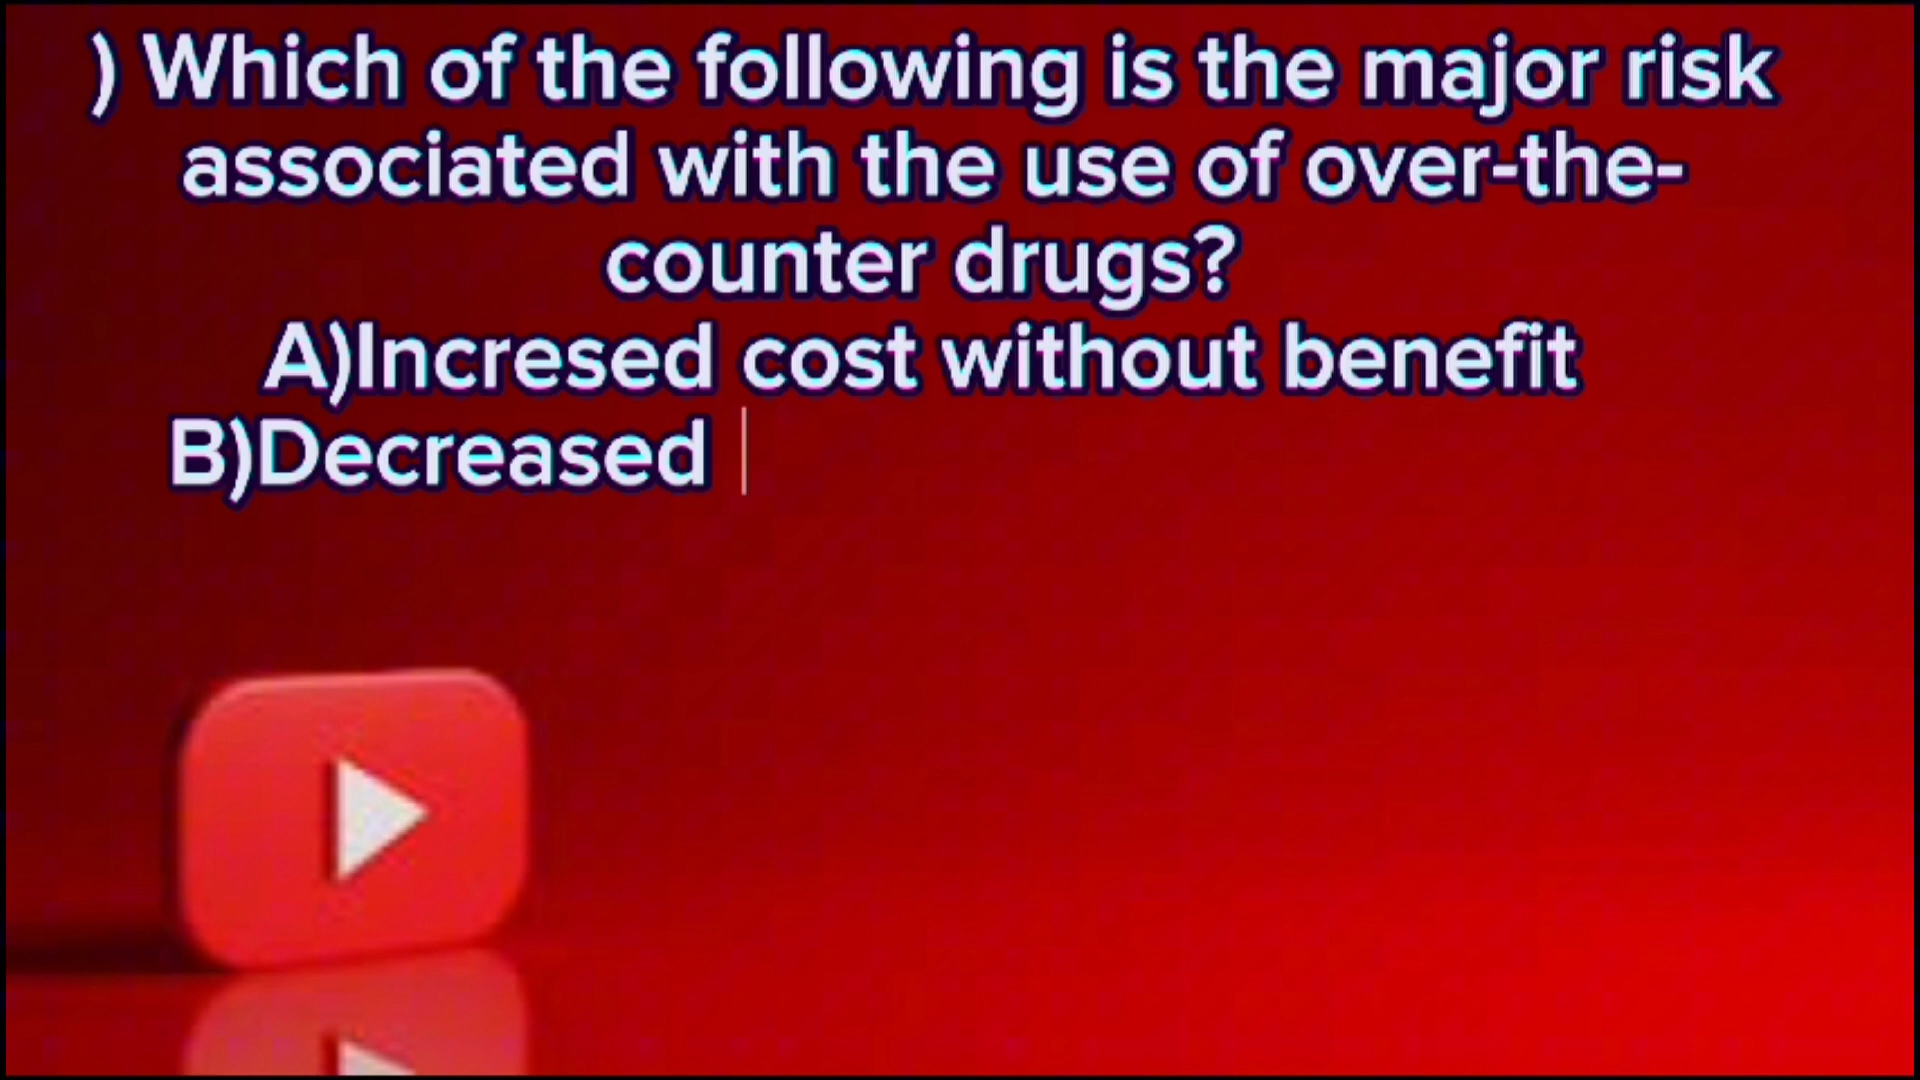 ) Which of the following is the major risk
associated with the use of over-the-
counter drugs?
A)Incresed cost without benefit
B)Decreased